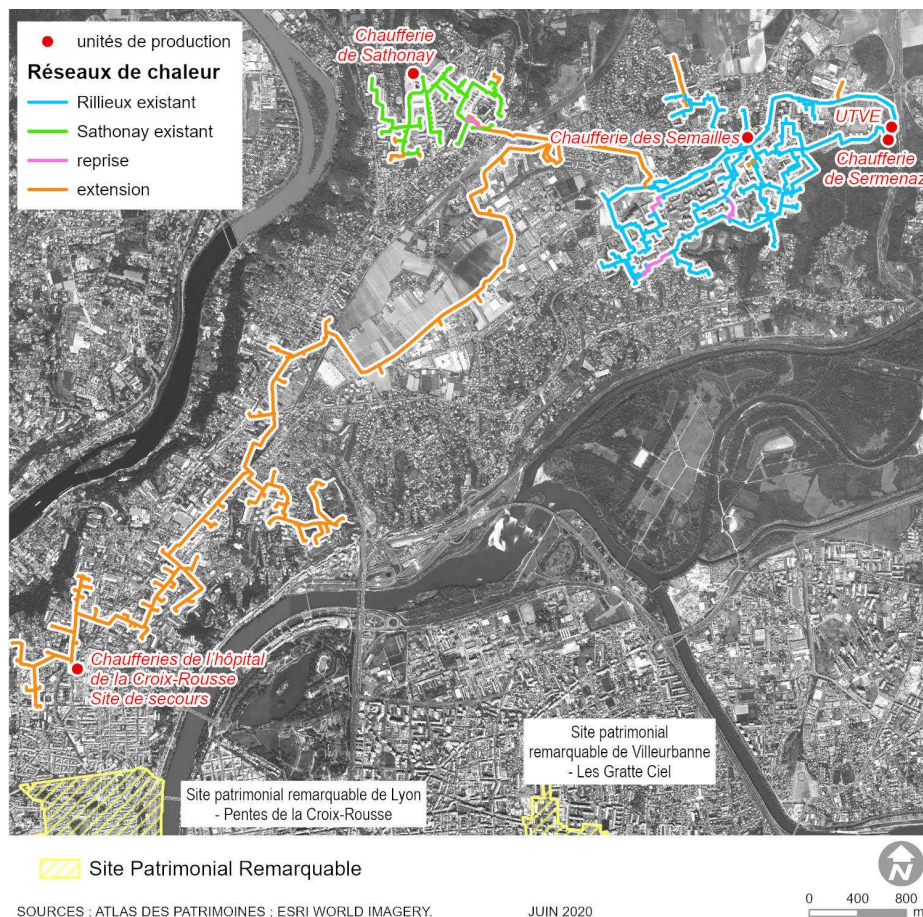 unités de production
Réseaux de chaleur
Rillieux existant
Sathonay existant
reprise
extension
Chaufferie
de Sathonay
Chaufferie des Semailles
UTVE
Chaufferie
de Sermenaz
Chaufferies de l'hôpital
de la Croix-Rousse
Site de secours
Site patrimonial
remarquable de Villeurbanne
- Les Gratte Ciel
Site patrimonial remarquable de Lyon
- Pentes de la Croix-Rousse
Site Patrimonial Remarquable
N
SOURCES : ATLAS DES PATRIMOINES : ESRI WORLD IMAGERY.
JUIN 2020
0 400 800
m